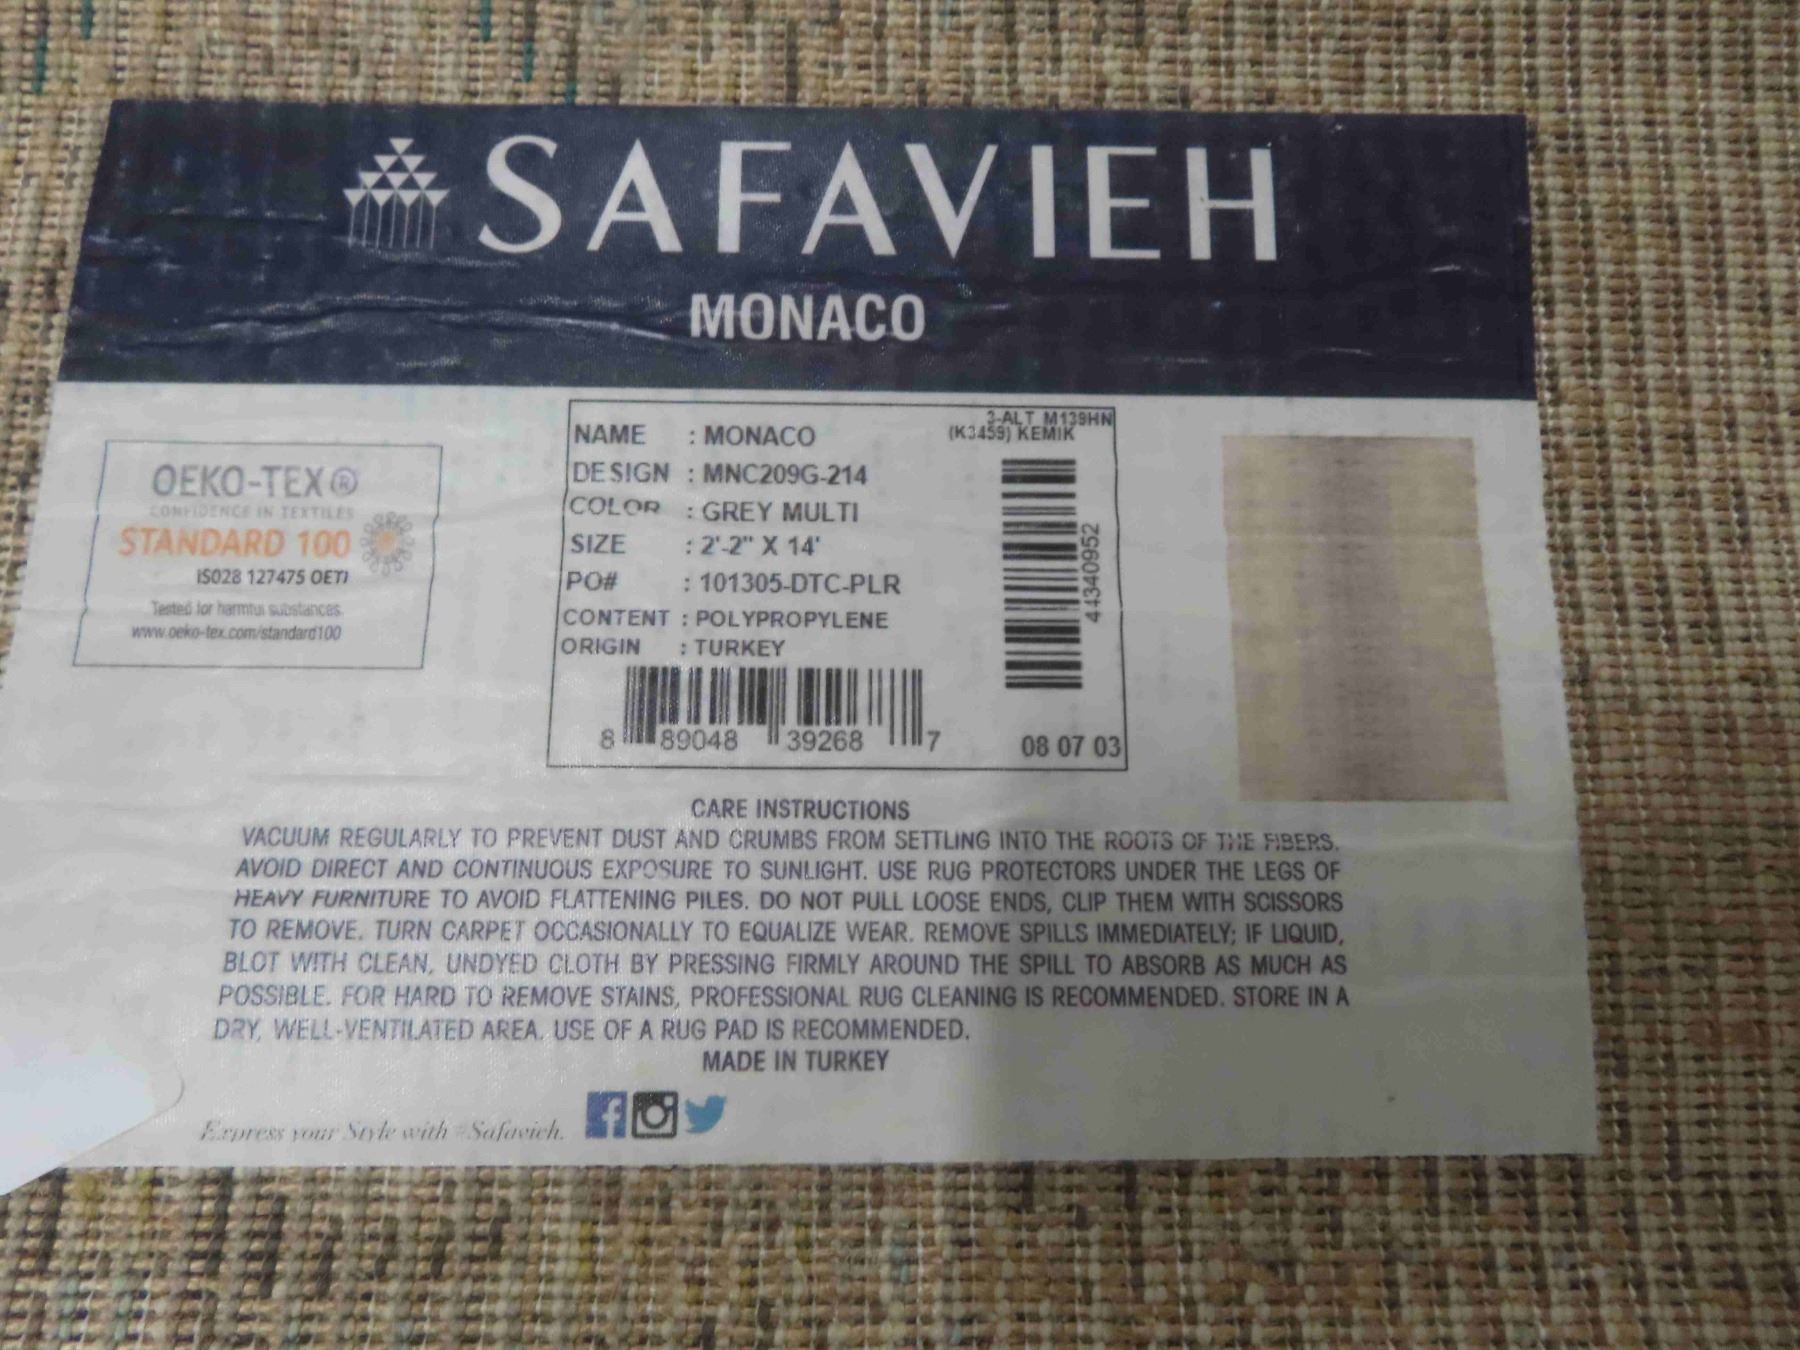 SAFAVIEH
MONACO
OEKO-TEX®
CONFIDENCE IN TEXTILES
STANDARD 100
IS028 127475 OETI
Tested for harmful substances.
www.oeko-tex.com/standard100
3-ALT M139HN
(K3459) KEMIK
NAME : MONACO
DESIGN : MNC209G-214
COLOR : GREY MULTI
SIZE : 2'-2" X 14'
PO# : 101305-DTC-PLR
CONTENT : POLYPROPYLENE
ORIGIN : TURKEY
8 89048 39268 7
44340952
08 07 03
CARE INSTRUCTIONS
VACUUM REGULARLY TO PREVENT DUST AND CRUMBS FROM SETTLING INTO THE ROOTS OF THE FIBERS.
AVOID DIRECT AND CONTINUOUS EXPOSURE TO SUNLIGHT. USE RUG PROTECTORS UNDER THE LEGS OF
HEAVY FURNITURE TO AVOID FLATTENING PILES. DO NOT PULL LOOSE ENDS, CLIP THEM WITH SCISSORS
TO REMOVE. TURN CARPET OCCASIONALLY TO EQUALIZE WEAR. REMOVE SPILLS IMMEDIATELY; IF LIQUID,
BLOT WITH CLEAN, UNDYED CLOTH BY PRESSING FIRMLY AROUND THE SPILL TO ABSORB AS MUCH AS
POSSIBLE. FOR HARD TO REMOVE STAINS, PROFESSIONAL RUG CLEANING IS RECOMMENDED. STORE IN A
DRY, WELL-VENTILATED AREA. USE OF A RUG PAD IS RECOMMENDED.
MADE IN TURKEY
Express your Style with #Safavieh.